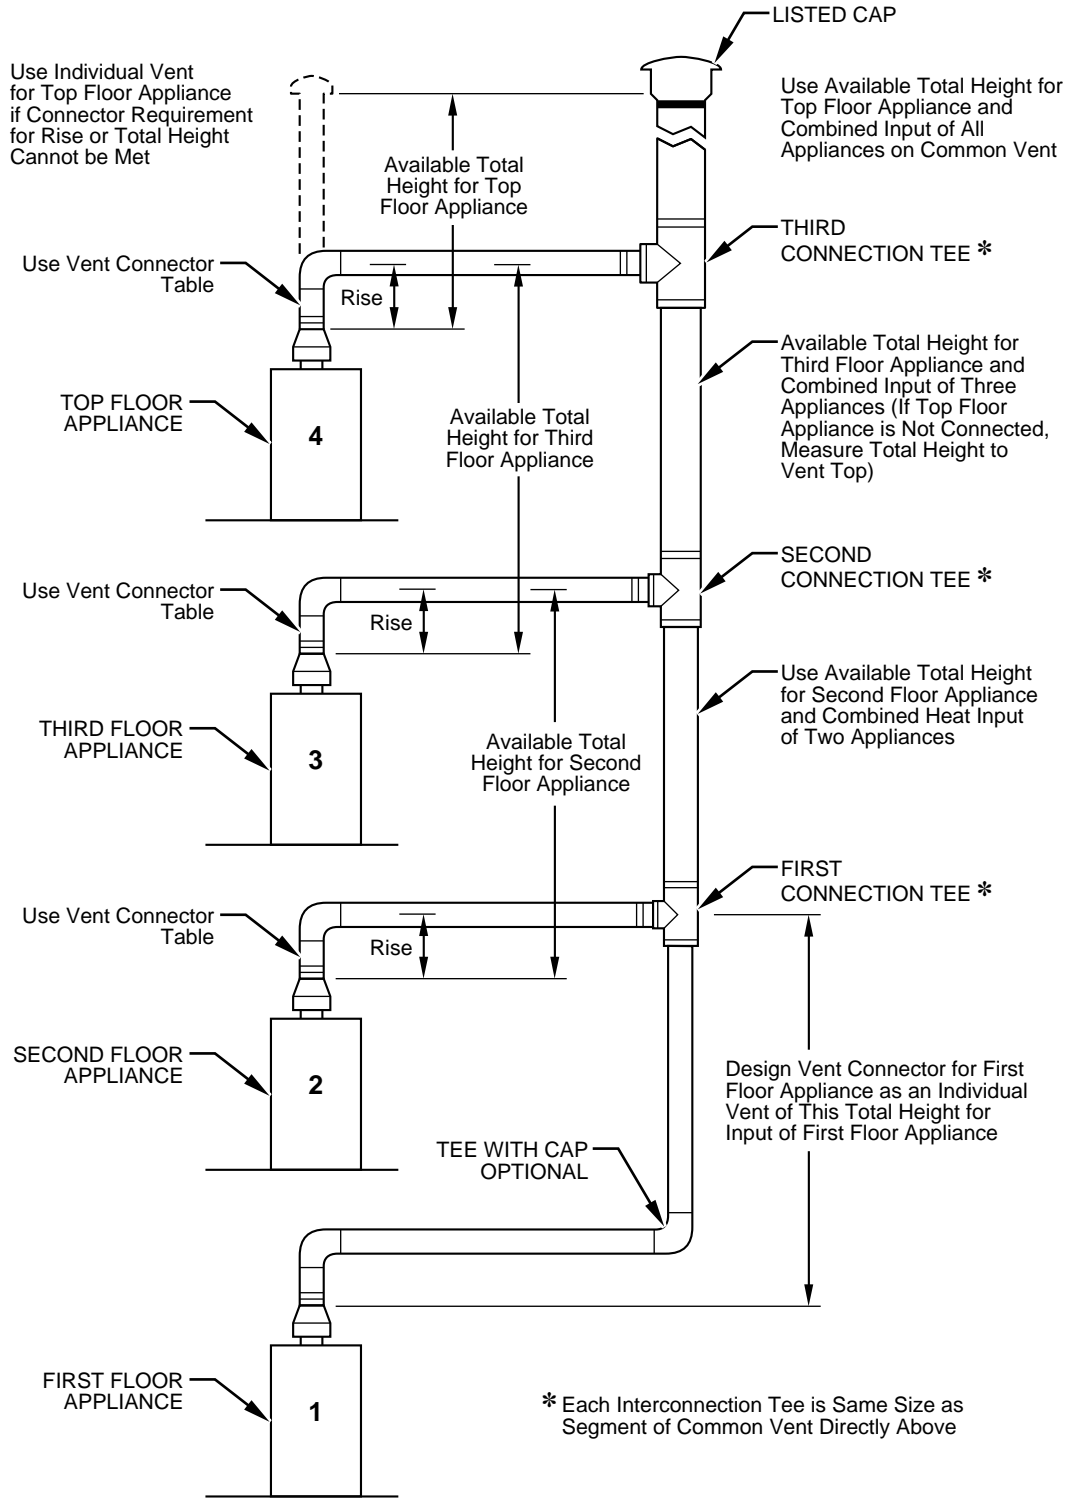 LISTED CAP
Use Individual Vent
for Top Floor Appliance
if Connector Requirement
for Rise or Total Height
Cannot be Met
Use Available Total Height for
Top Floor Appliance and
Combined Input of All
Appliances on Common Vent
Available Total
Height for Top
Floor Appliance
THIRD
CONNECTION TEE *
Use Vent Connector
Table
Rise
Available Total Height for
Third Floor Appliance and
Combined Input of Three
Appliances (If Top Floor
Appliance is Not Connected,
Measure Total Height to
Vent Top)
TOP FLOOR
APPLIANCE
4
Available Total
Height for Third
Floor Appliance
SECOND
CONNECTION TEE *
Use Vent Connector
Table
Rise
Use Available Total Height
for Second Floor Appliance
and Combined Heat Input
of Two Appliances
THIRD FLOOR
APPLIANCE
3
Available Total
Height for Second
Floor Appliance
FIRST
CONNECTION TEE *
Use Vent Connector
Table
Rise
SECOND FLOOR
APPLIANCE
2
Design Vent Connector for First
Floor Appliance as an Individual
Vent of This Total Height for
Input of First Floor Appliance
TEE WITH CAP
OPTIONAL
FIRST FLOOR
APPLIANCE
1
* Each Interconnection Tee is Same Size as
Segment of Common Vent Directly Above